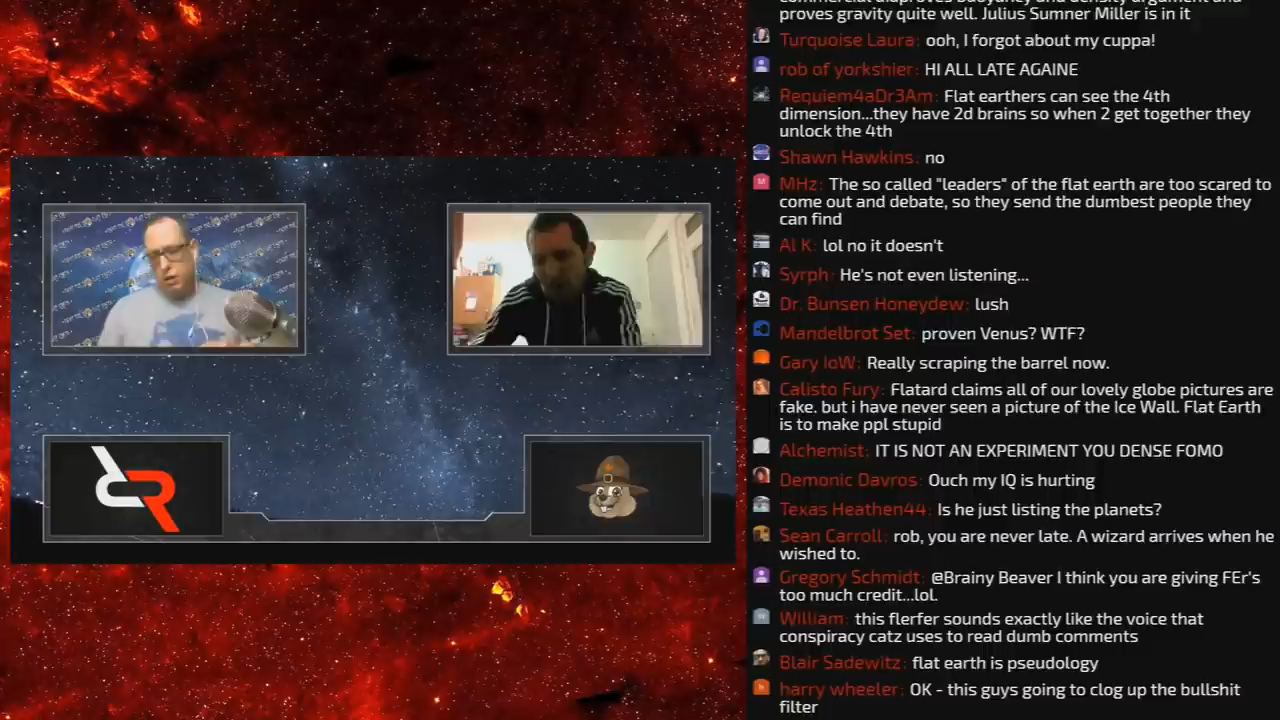 commercial disproves buoyancy and density argument and
proves gravity quite well. Julius Sumner Miller is in it
Turquoise Laura: ooh, I forgot about my cuppa!
rob of yorkshier: HI ALL LATE AGAINE
Requiem4aDr3Am: Flat earthers can see the 4th
dimension...they have 2d brains so when 2 get together they
unlock the 4th
Shawn Hawkins: no
MHz: The so called "leaders" of the flat earth are too scared to
come out and debate, so they send the dumbest people they
can find
Al K: lol no it doesn't
Syrph: He's not even listening...
Dr. Bunsen Honeydew: lush
Mandelbrot Set: proven Venus? WTF?
Gary IoW: Really scraping the barrel now.
Calisto Fury: Flatard claims all of our lovely globe pictures are
fake. but i have never seen a picture of the Ice Wall. Flat Earth
is to make ppl stupid
Alchemist: IT IS NOT AN EXPERIMENT YOU DENSE FOMO
Demonic Davros: Ouch my IQ is hurting
Texas Heathen44: Is he just listing the planets?
Sean Carroll: rob, you are never late. A wizard arrives when he
wished to.
Gregory Schmidt: @Brainy Beaver I think you are giving FEr's
too much credit...lol.
William: this flerfer sounds exactly like the voice that
conspiracy catz uses to read dumb comments
Blair Sadewitz: flat earth is pseudology
harry wheeler: OK - this guys going to clog up the bullshit
filter